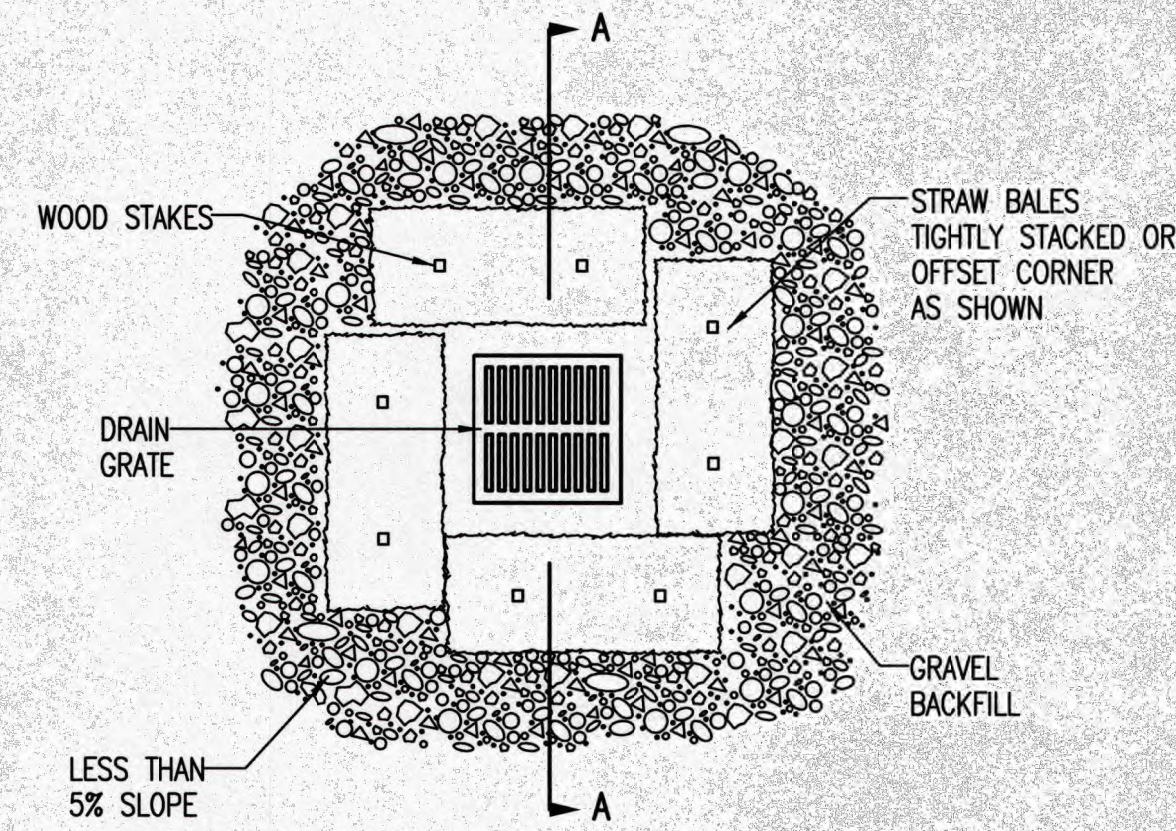 A
WOOD STAKES
STRAW BALES
TIGHTLY STACKED OR
OFFSET CORNER
AS SHOWN
DRAIN
GRATE
GRAVEL
BACKFILL
LESS THAN
5% SLOPE
A